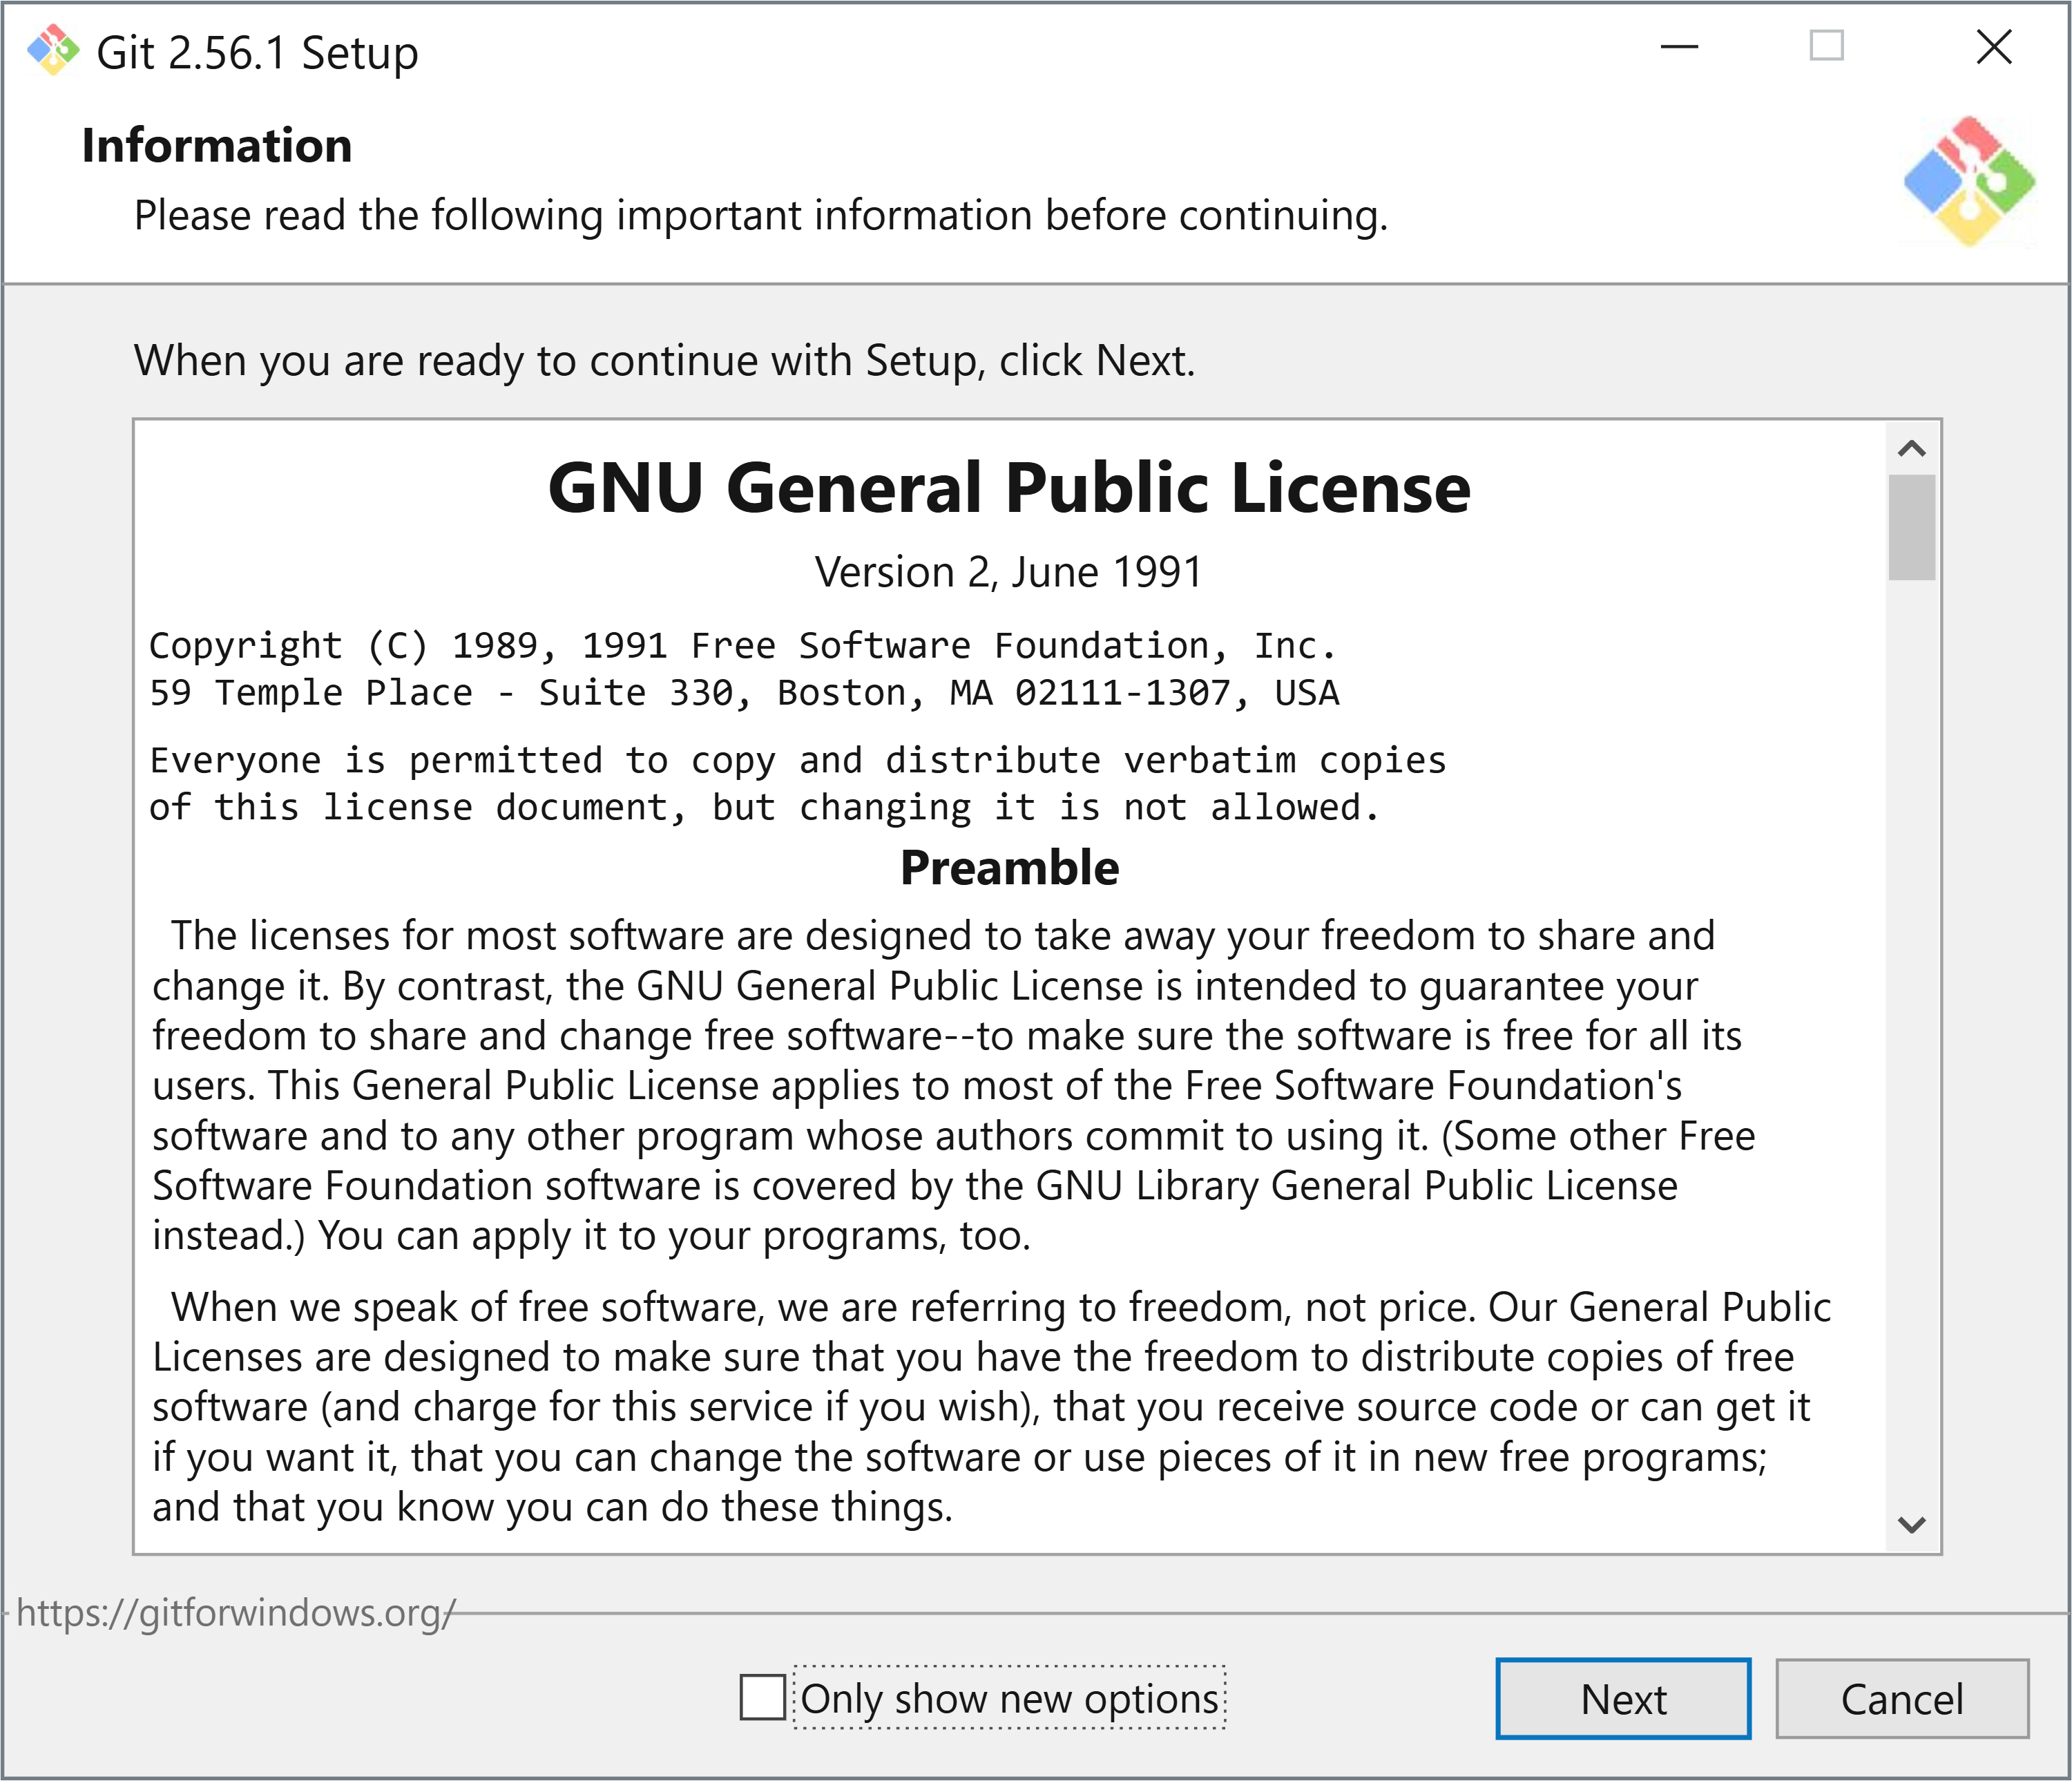 Git 2.56.1 Setup
Information
Please read the following important information before continuing.
When you are ready to continue with Setup, click Next.
GNU General Public License
Version 2, June 1991
Copyright (C) 1989, 1991 Free Software Foundation, Inc.
59 Temple Place - Suite 330, Boston, MA 02111-1307, USA
Everyone is permitted to copy and distribute verbatim copies
of this license document, but changing it is not allowed.
Preamble
The licenses for most software are designed to take away your freedom to share and
change it. By contrast, the GNU General Public License is intended to guarantee your
freedom to share and change free software--to make sure the software is free for all its
users. This General Public License applies to most of the Free Software Foundation's
software and to any other program whose authors commit to using it. (Some other Free
Software Foundation software is covered by the GNU Library General Public License
instead.) You can apply it to your programs, too.
When we speak of free software, we are referring to freedom, not price. Our General Public
Licenses are designed to make sure that you have the freedom to distribute copies of free
software (and charge for this service if you wish), that you receive source code or can get it
if you want it, that you can change the software or use pieces of it in new free programs;
and that you know you can do these things.
https://gitforwindows.org/
Only show new options
Next
Cancel